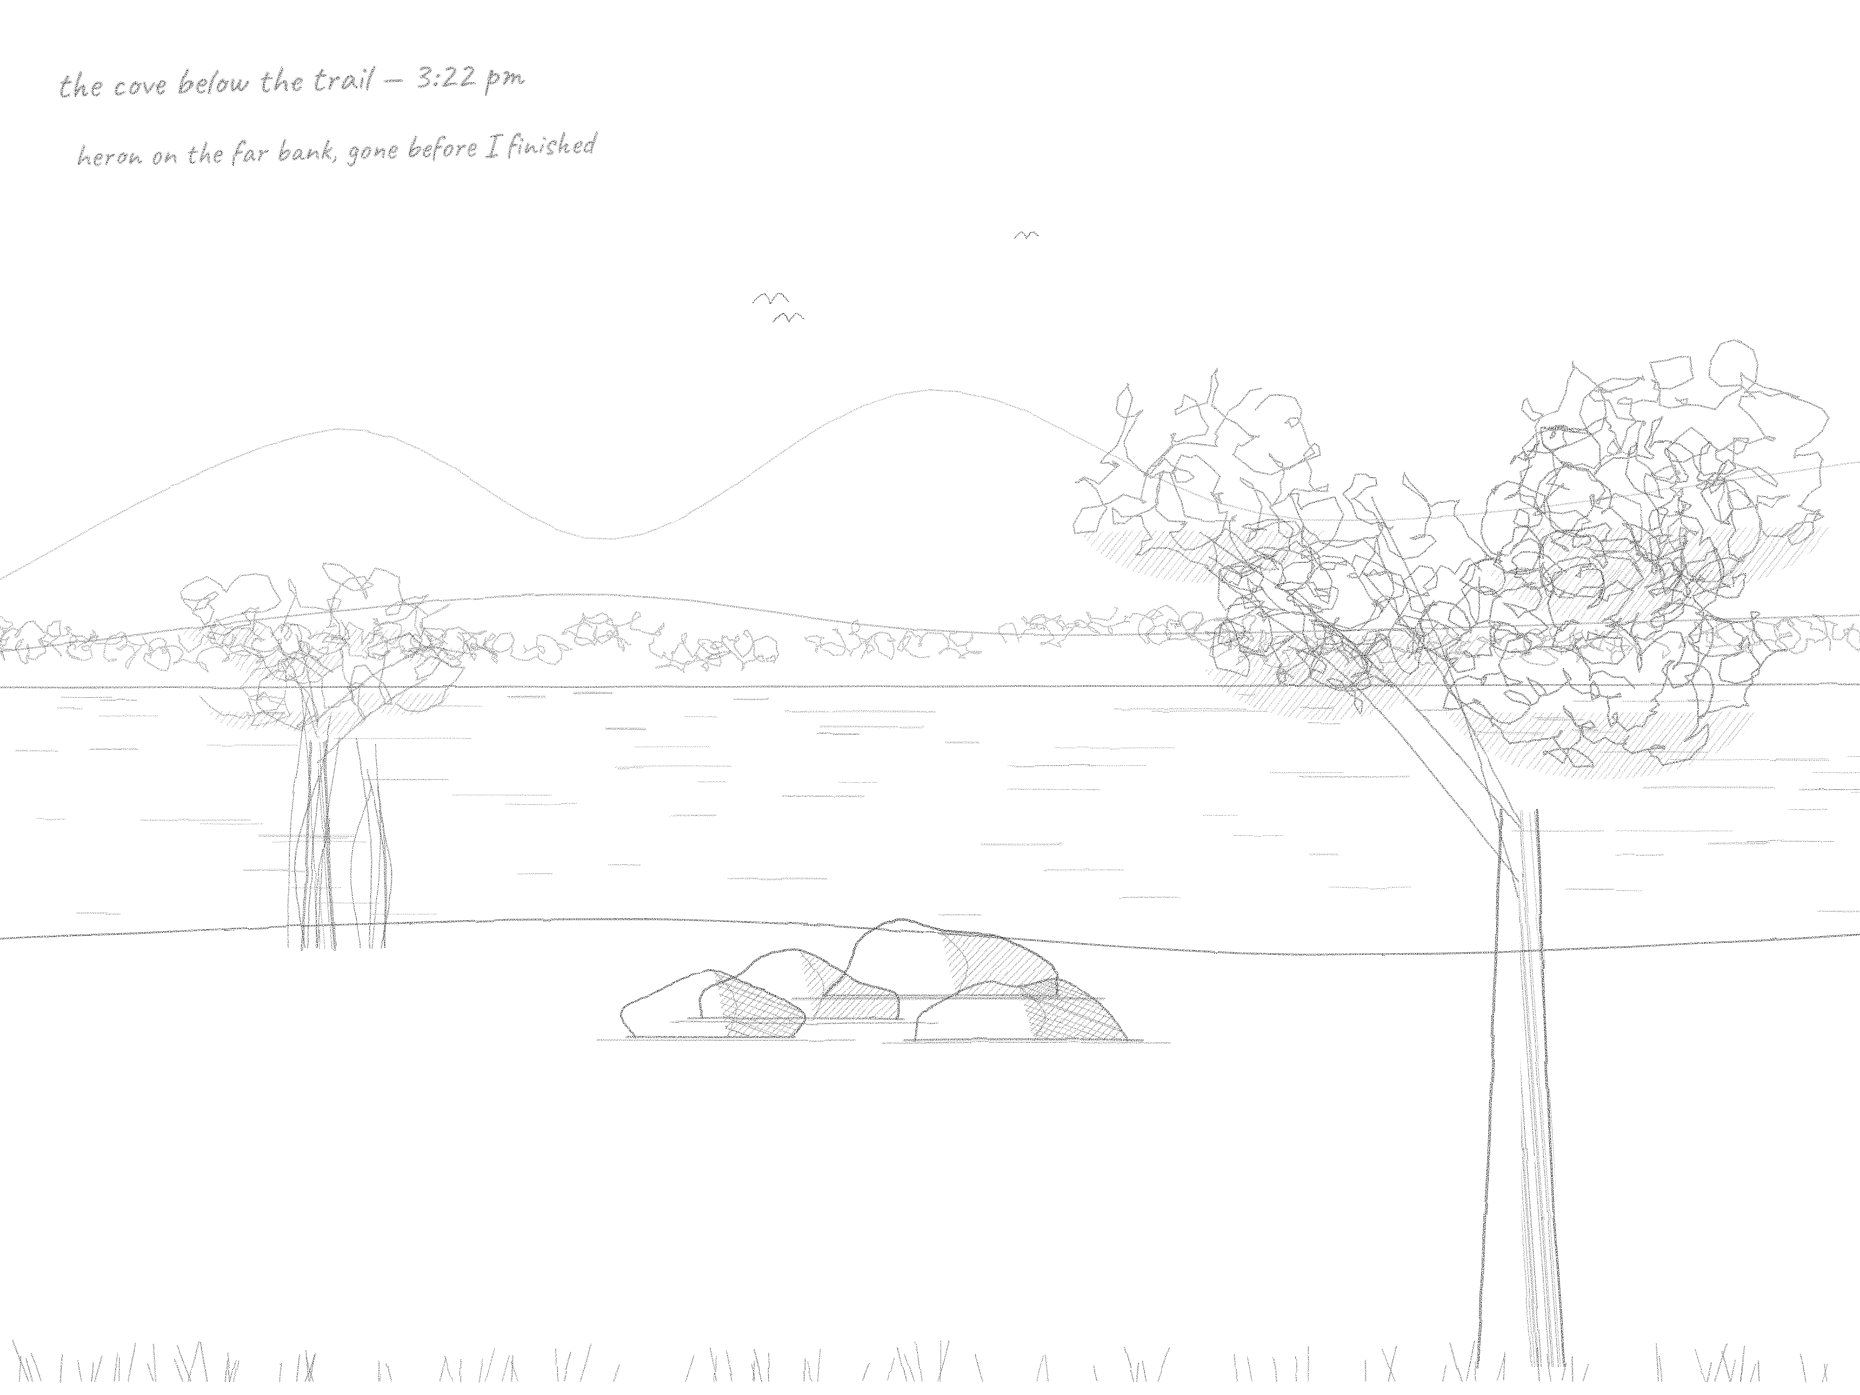 the cove below the trail – 3:22 pm
heron on the far bank, gone before I finished